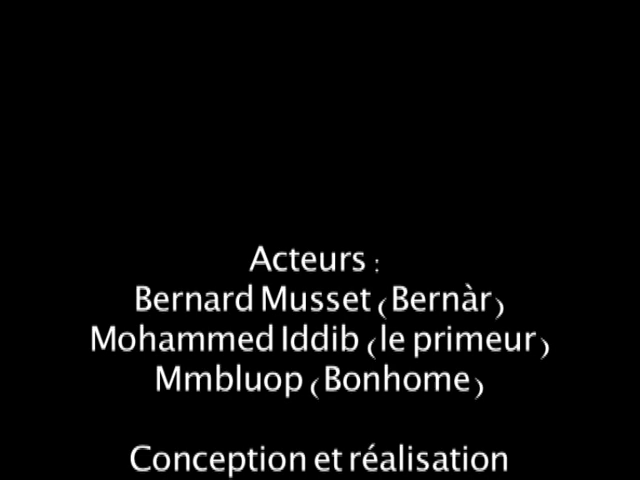 Acteurs :
Bernard Musset (Bernàr)
Mohammed Iddib (le primeur)
Mmbluop (Bonhome)
Conception et réalisation